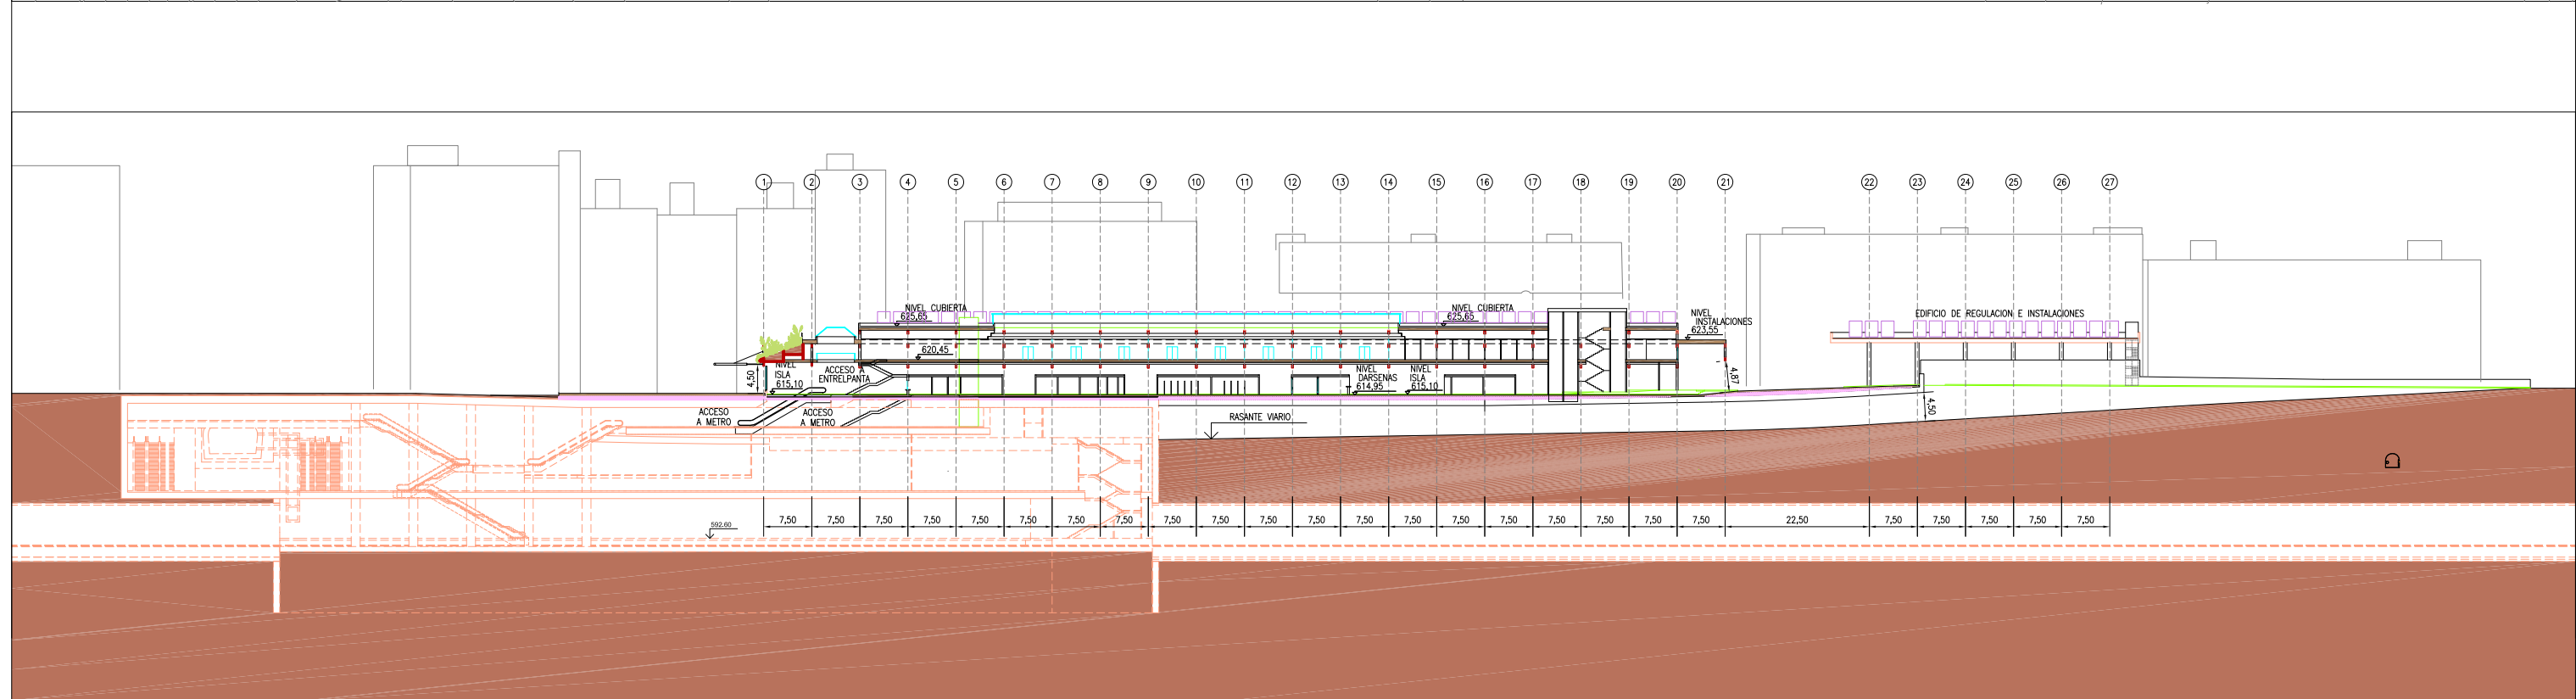 1 2 3 4 5 6 7 8 9 10 11 12 13 14 15 16 17 18 19 20 21 22 23 24 25 26 27
NIVEL CUBIERTA
625,65
NIVEL CUBIERTA
625,65
NIVEL
INSTALACIONES
623,55
EDIFICIO DE REGULACION E INSTALACIONES
620,45
4,50
NIVEL
ISLA
615,10
ACCESO A
ENTRELPANTA
NIVEL
DARSENAS
614,95
NIVEL
ISLA
615,10
4,87
4,50
ACCESO
A METRO
ACCESO
A METRO
RASANTE VIARIO
592.60
7,50 7,50 7,50 7,50 7,50 7,50 7,50 7,50 7,50 7,50 7,50 7,50 7,50 7,50 7,50 7,50 7,50 7,50 7,50 7,50 22,50 7,50 7,50 7,50 7,50 7,50